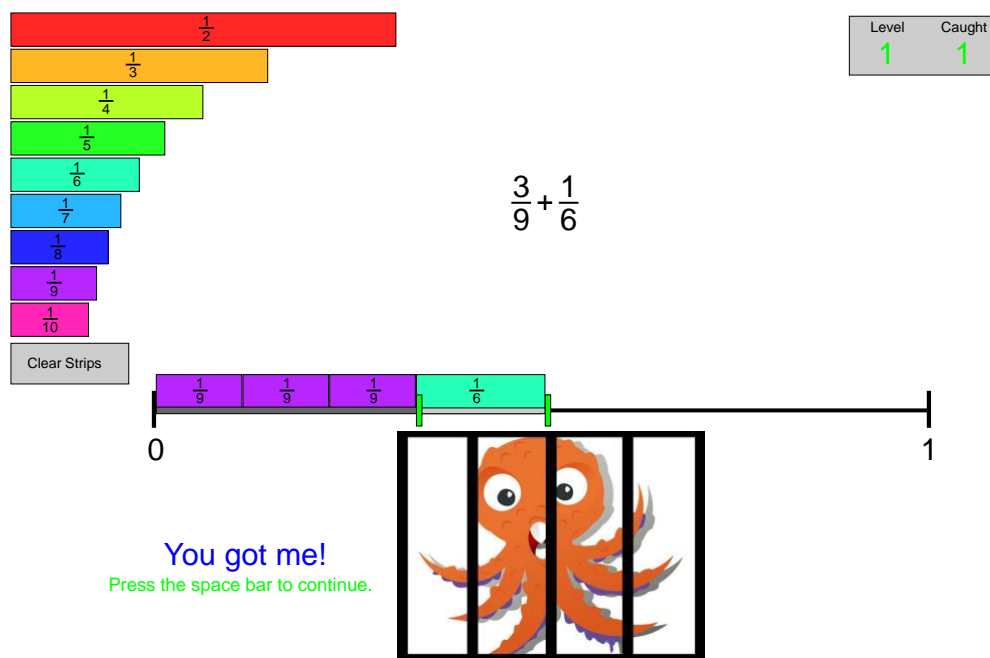 1/2
1/3
1/4
1/5
1/6
1/7
1/8
1/9
1/10
Clear Strips
Level Caught
1 1
3/9 + 1/6
1/9 1/9 1/9 1/6
0 1
You got me!
Press the space bar to continue.